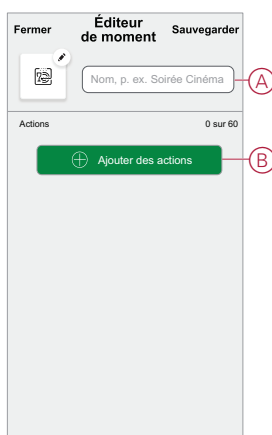 Fermer
Éditeur
de moment
Sauvegarder
Nom, p. ex. Soirée Cinéma
A
Actions
0 sur 60
Ajouter des actions
B